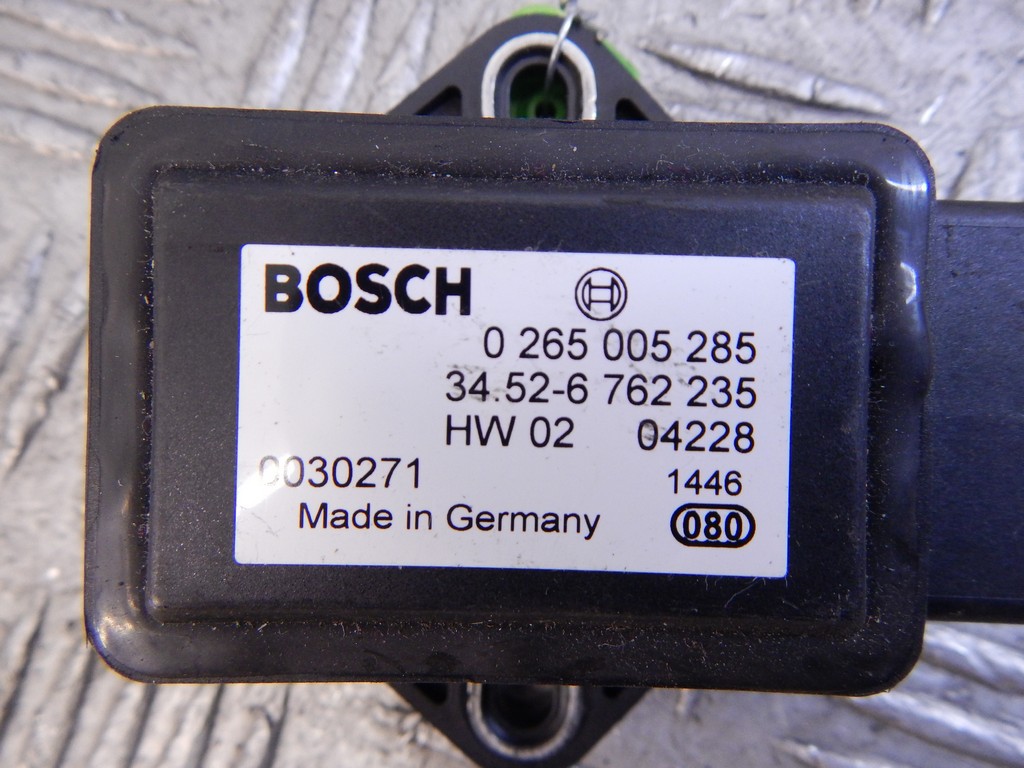 BOSCH
0 265 005 285
34.52-6 762 235
HW 02 04228
0030271 1446
Made in Germany 080